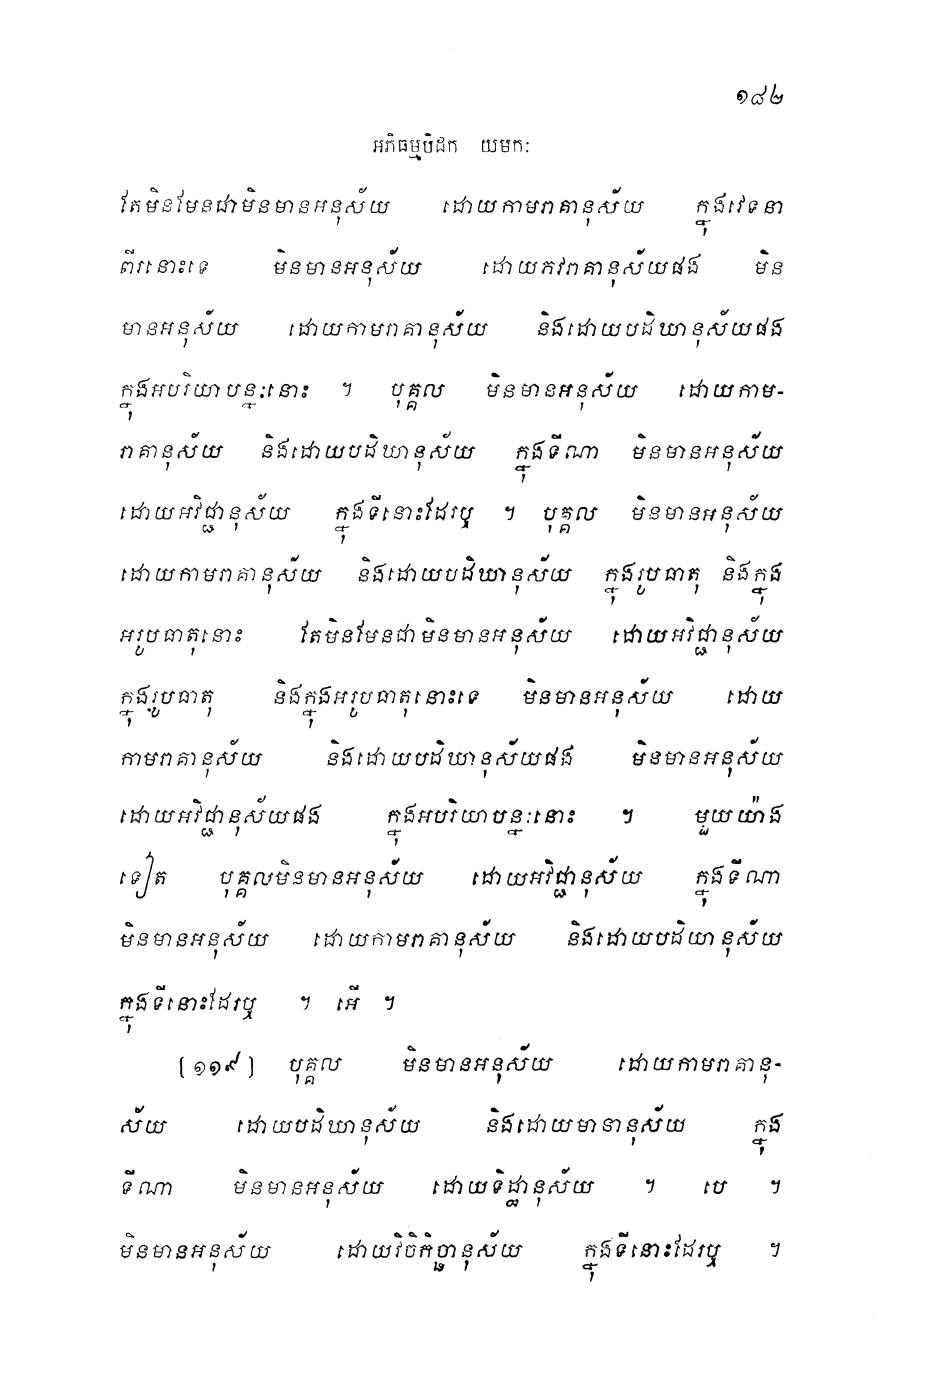 ១៨២
អភិធម្មបិដក យមកៈ
តែមិនមែនជាមិនមានអនុស័យ ដោយកាមរាគានុស័យ ក្នុងវេទនា
ពីរនោះទេ មិនមានអនុស័យ ដោយភវរាគានុស័យផង មិន
មានអនុស័យ ដោយកាមរាគានុស័យ និងដោយបដិឃានុស័យផង
ក្នុងអបរិយាបន្នៈនោះ ។ បុគ្គល មិនមានអនុស័យ ដោយកាម-
រាគានុស័យ និងដោយបដិឃានុស័យ ក្នុងទីណា មិនមានអនុស័យ
ដោយអវិជ្ជានុស័យ ក្នុងទីនោះដែរឬ ។ បុគ្គល មិនមានអនុស័យ
ដោយកាមរាគានុស័យ និងដោយបដិឃានុស័យ ក្នុងរូបធាតុ និងក្នុង
អរូបធាតុនោះ តែមិនមែនជាមិនមានអនុស័យ ដោយអវិជ្ជានុស័យ
ក្នុងរូបធាតុ និងក្នុងអរូបធាតុនោះទេ មិនមានអនុស័យ ដោយ
កាមរាគានុស័យ និងដោយបដិឃានុស័យផង មិនមានអនុស័យ
ដោយអវិជ្ជានុស័យផង ក្នុងអបរិយាបន្នៈនោះ ។ មួយយ៉ាង
ទៀត បុគ្គលមិនមានអនុស័យ ដោយអវិជ្ជានុស័យ ក្នុងទីណា
មិនមានអនុស័យ ដោយកាមរាគានុស័យ និងដោយបដិឃានុស័យ
ក្នុងទីនោះដែរឬ ។ អើ ។
[១១៩] បុគ្គល មិនមានអនុស័យ ដោយកាមរាគានុ-
ស័យ ដោយបដិឃានុស័យ និងដោយមានានុស័យ ក្នុង
ទីណា មិនមានអនុស័យ ដោយទិដ្ឋានុស័យ ។ បេ ។
មិនមានអនុស័យ ដោយវិចិកិច្ឆានុស័យ ក្នុងទីនោះដែរឬ ។